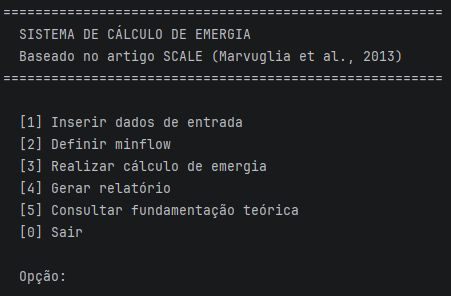 =======================================================
SISTEMA DE CÁLCULO DE EMERGIA
Baseado no artigo SCALE (Marvuglia et al., 2013)
=======================================================
[1] Inserir dados de entrada
[2] Definir minflow
[3] Realizar cálculo de emergia
[4] Gerar relatório
[5] Consultar fundamentação teórica
[0] Sair
Opção: